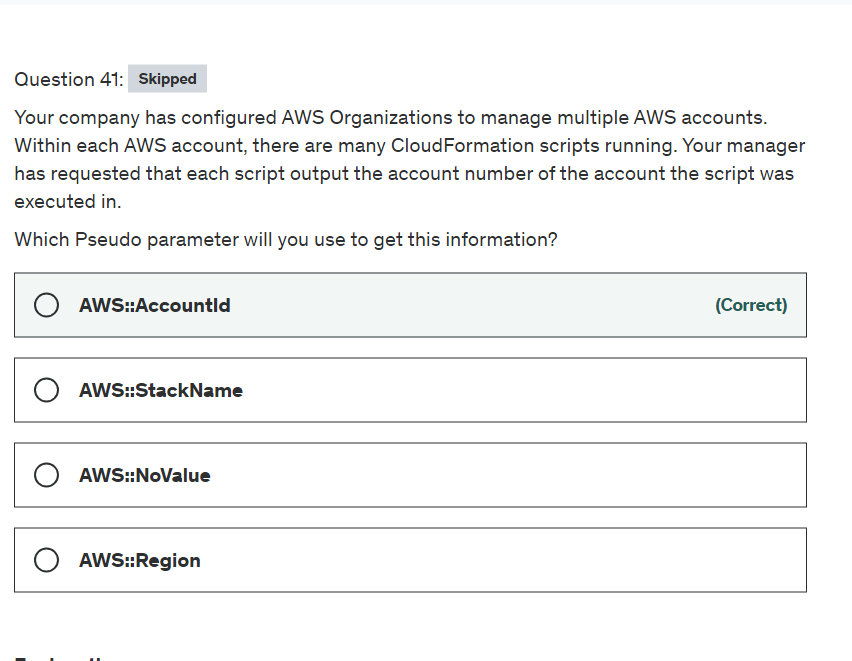 Question 41: Skipped
Your company has configured AWS Organizations to manage multiple AWS accounts.
Within each AWS account, there are many CloudFormation scripts running. Your manager
has requested that each script output the account number of the account the script was
executed in.
Which Pseudo parameter will you use to get this information?
AWS::AccountId (Correct)
AWS::StackName
AWS::NoValue
AWS::Region